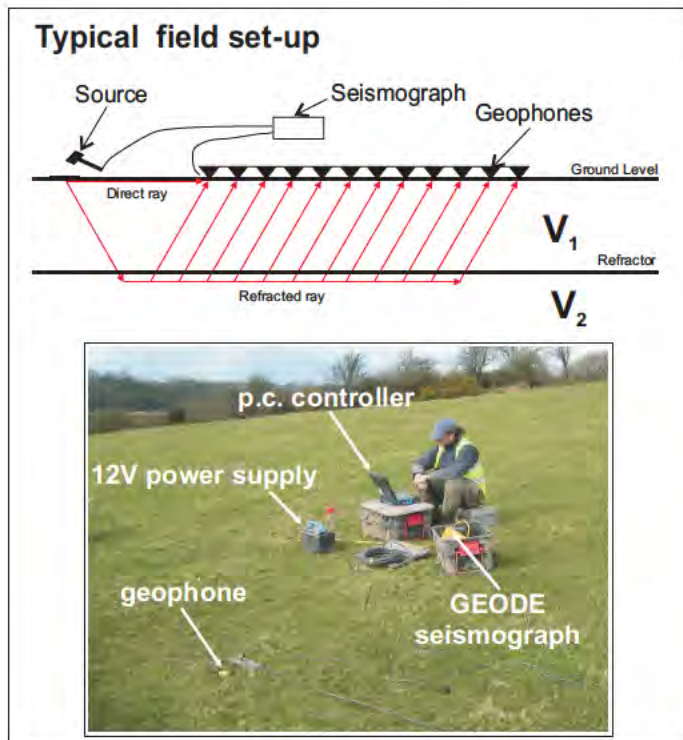 Typical field set-up
Source
Seismograph
Geophones
Ground Level
Direct ray
V1
Refractor
Refracted ray
V2
p.c. controller
12V power supply
geophone
GEODE
seismograph